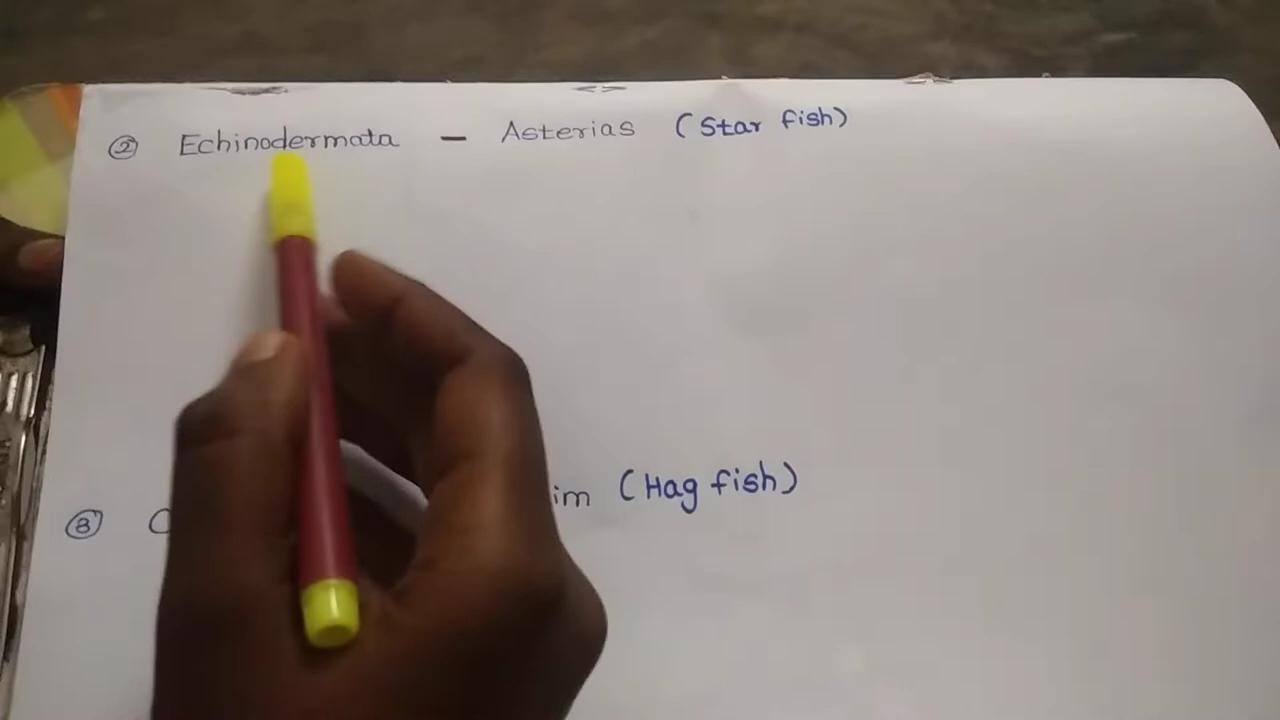 ② Echinodermata – Asterias (Star fish)
⑧ im (Hag fish)